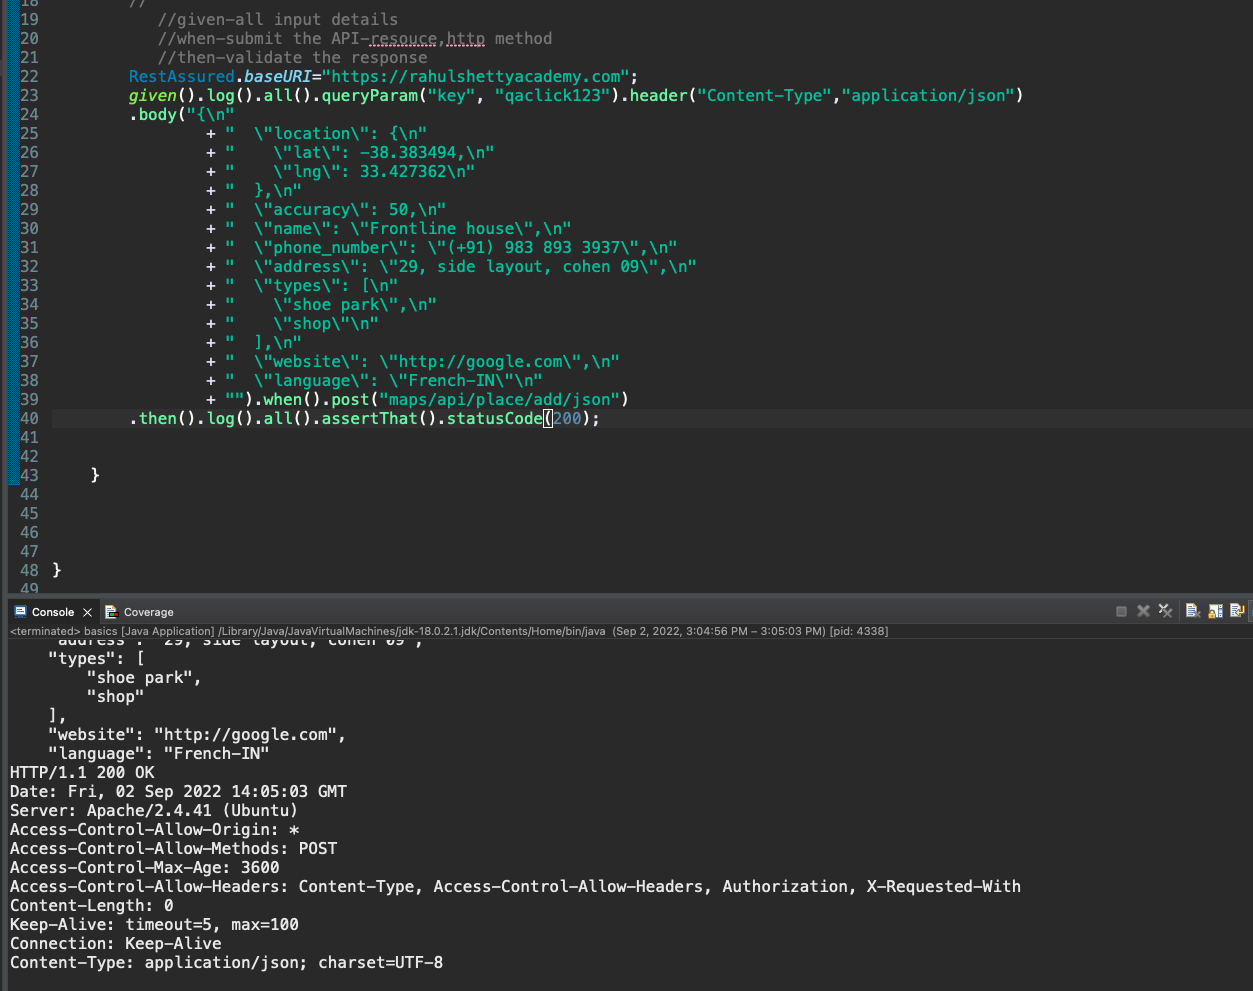 18        //
19           //given-all input details
20           //when-submit the API-resouce,http method
21           //then-validate the response
22        RestAssured.baseURI="https://rahulshettyacademy.com";
23        given().log().all().queryParam("key", "qaclick123").header("Content-Type","application/json")
24        .body("{\n"
25                + "  \"location\": {\n"
26                + "    \"lat\": -38.383494,\n"
27                + "    \"lng\": 33.427362\n"
28                + "  },\n"
29                + "  \"accuracy\": 50,\n"
30                + "  \"name\": \"Frontline house\",\n"
31                + "  \"phone_number\": \"(+91) 983 893 3937\",\n"
32                + "  \"address\": \"29, side layout, cohen 09\",\n"
33                + "  \"types\": [\n"
34                + "    \"shoe park\",\n"
35                + "    \"shop\"\n"
36                + "  ],\n"
37                + "  \"website\": \"http://google.com\",\n"
38                + "  \"language\": \"French-IN\"\n"
39                + "").when().post("maps/api/place/add/json")
40        .then().log().all().assertThat().statusCode(200);
41
42
43    }
44
45
46
47
48 }
49
Console Coverage
<terminated> basics [Java Application] /Library/Java/JavaVirtualMachines/jdk-18.0.2.1.jdk/Contents/Home/bin/java  (Sep 2, 2022, 3:04:56 PM – 3:05:03 PM) [pid: 4338]
    "address": "29, side layout, cohen 09",
    "types": [
        "shoe park",
        "shop"
    ],
    "website": "http://google.com",
    "language": "French-IN"
HTTP/1.1 200 OK
Date: Fri, 02 Sep 2022 14:05:03 GMT
Server: Apache/2.4.41 (Ubuntu)
Access-Control-Allow-Origin: *
Access-Control-Allow-Methods: POST
Access-Control-Max-Age: 3600
Access-Control-Allow-Headers: Content-Type, Access-Control-Allow-Headers, Authorization, X-Requested-With
Content-Length: 0
Keep-Alive: timeout=5, max=100
Connection: Keep-Alive
Content-Type: application/json; charset=UTF-8